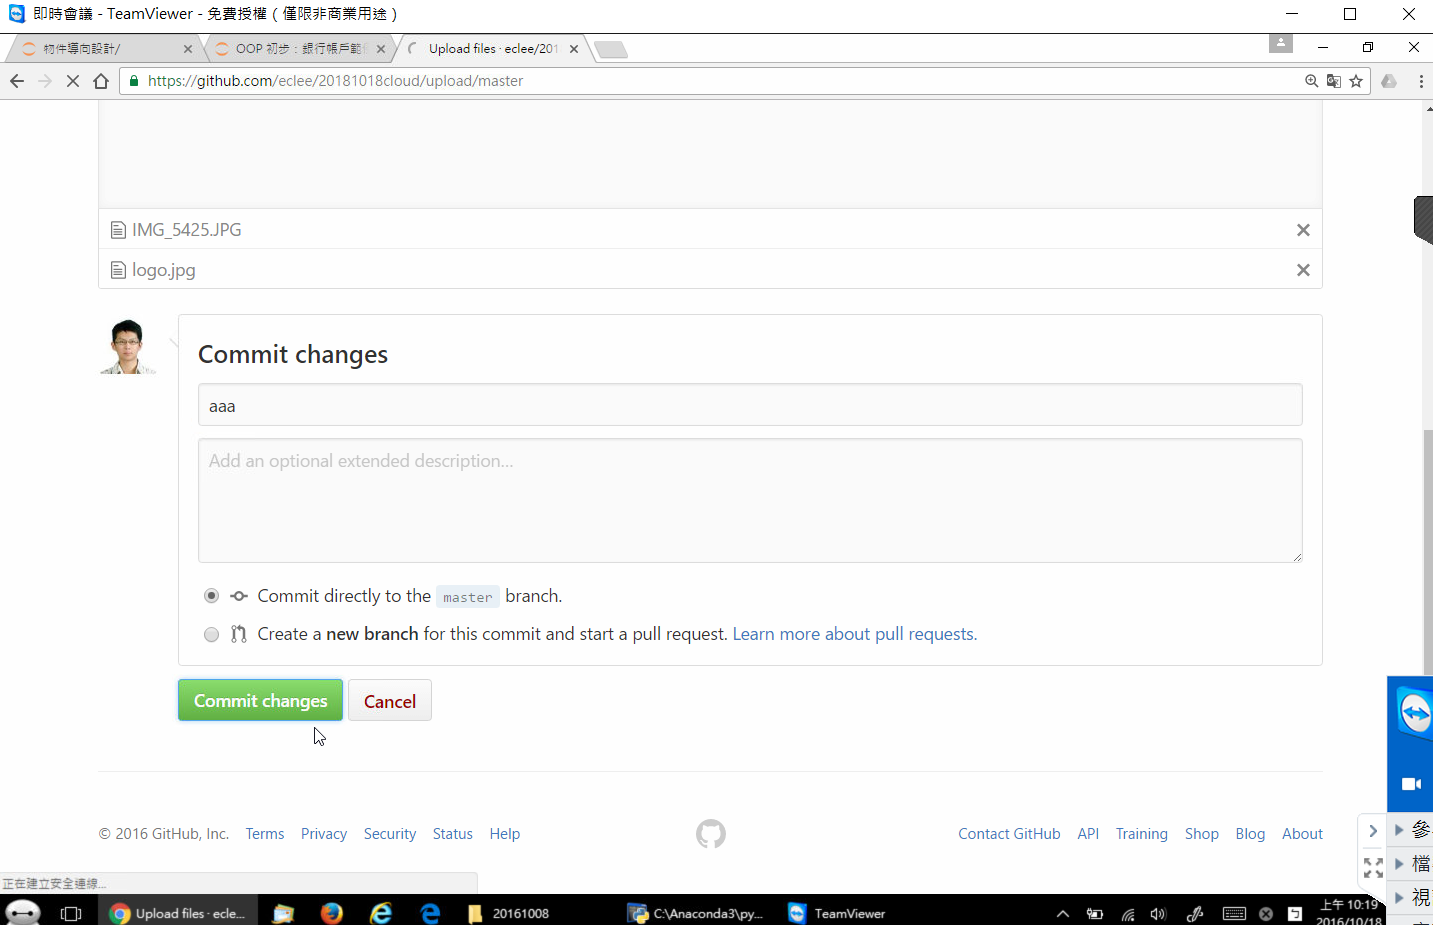 即時會議 - TeamViewer - 免費授權 ( 僅限非商業用途 )
物件導向設計/
OOP 初步：銀行帳戶範
Upload files · eclee/201
https://github.com/eclee/20181018cloud/upload/master
IMG_5425.JPG
logo.jpg
Commit changes
aaa
Add an optional extended description...
Commit directly to the master branch.
Create a new branch for this commit and start a pull request. Learn more about pull requests.
Commit changes
Cancel
© 2016 GitHub, Inc. Terms Privacy Security Status Help
Contact GitHub API Training Shop Blog About
參
檔
視
正在建立安全連線...
Upload files · eclee...
20161008
C:\Anaconda3\py...
TeamViewer
上午 10:19
2016/10/18